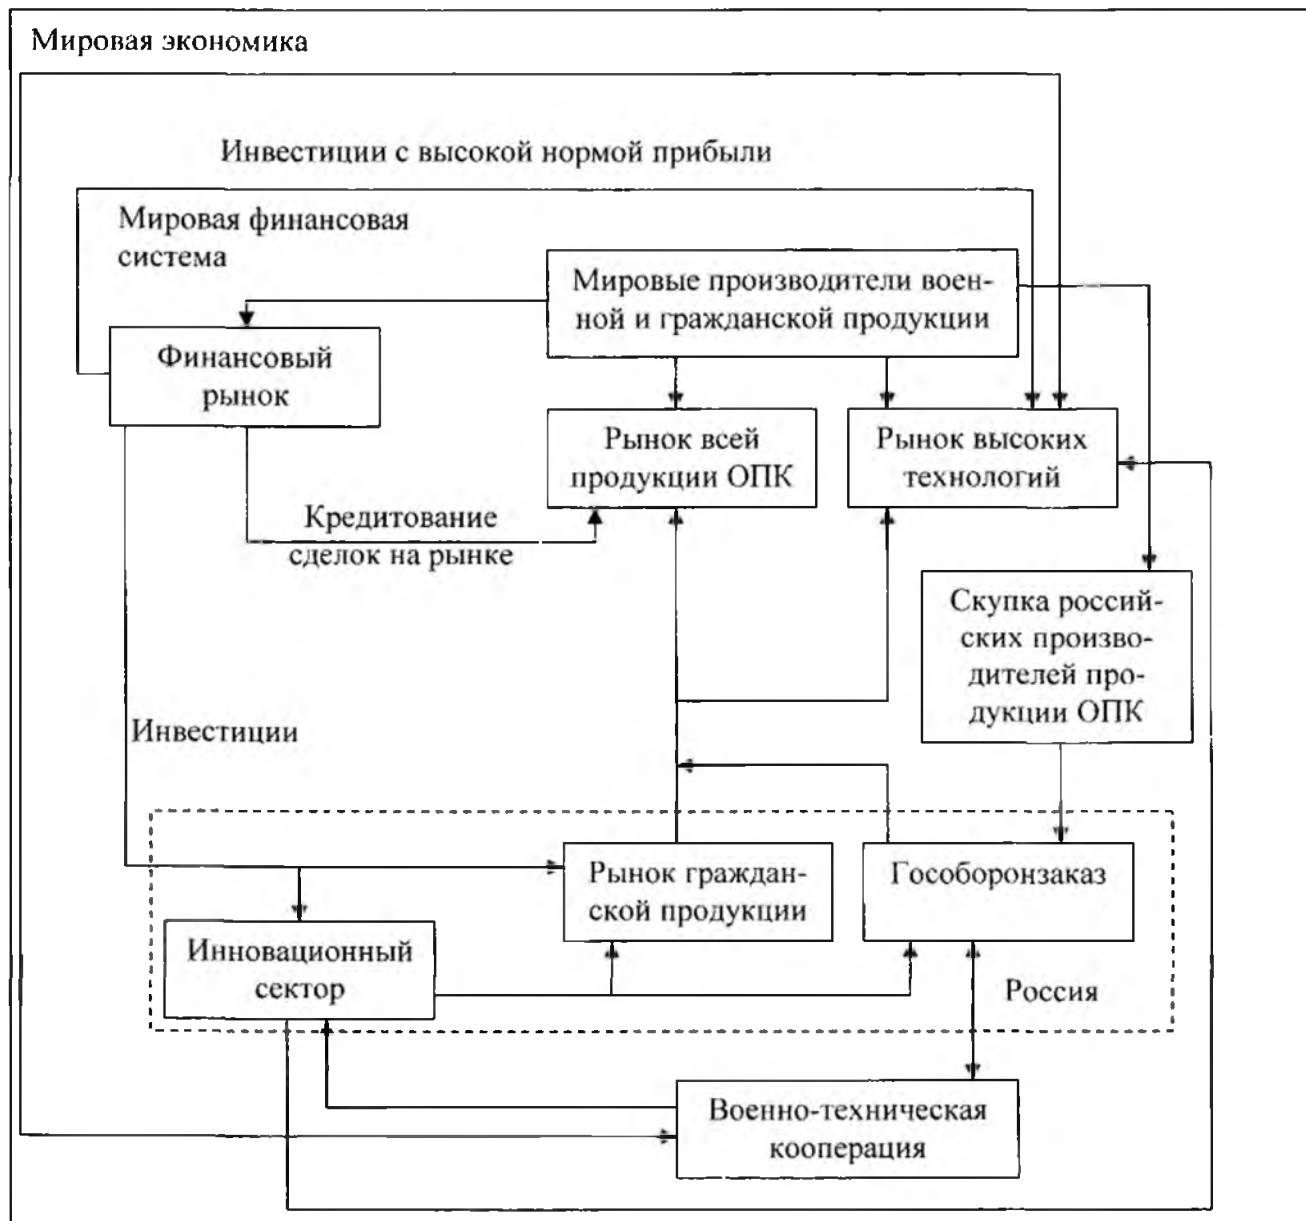 Мировая экономика
Инвестиции с высокой нормой прибыли
Мировая финансовая
система
Мировые производители воен-
ной и гражданской продукции
Финансовый
рынок
Рынок всей
продукции ОПК
Рынок высоких
технологий
Кредитование
сделок на рынке
Скупка россий-
ских произво-
дителей про-
дукции ОПК
Инвестиции
Рынок граждан-
ской продукции
Гособоронзаказ
Инновационный
сектор
Россия
Военно-техническая
кооперация